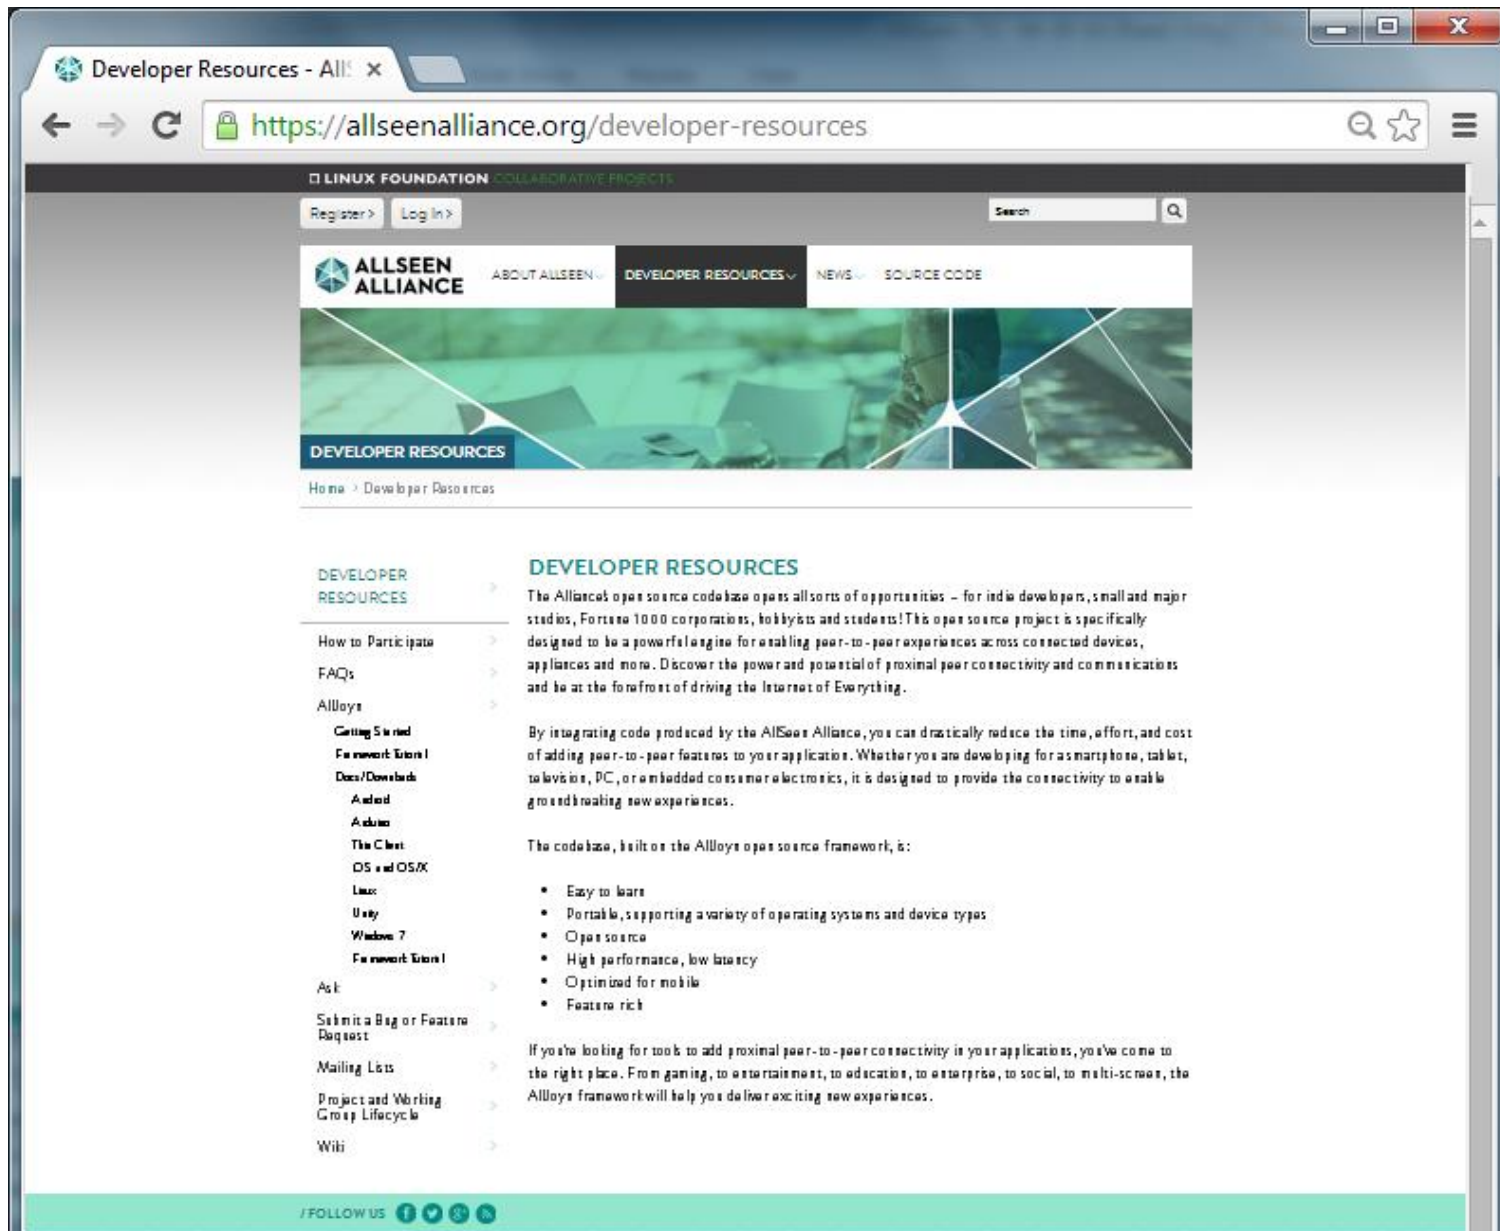 Developer Resources - AllS
https://allseenalliance.org/developer-resources
LINUX FOUNDATION COLLABORATIVE PROJECTS
Register > Log In >
Search
ALLSEEN
ALLIANCE
ABOUT ALLSEEN DEVELOPER RESOURCES NEWS SOURCE CODE
DEVELOPER RESOURCES
Home > Developer Resources
DEVELOPER
RESOURCES
How to Participate
FAQs
AllJoyn
Getting Started
Framework Tutorial
Docs/Downloads
Android
Arduino
Thin Client
iOS and OS/X
Linux
Unity
Windows 7
Framework Tutorial
Ask
Submit a Bug or Feature
Request
Mailing Lists
Project and Working
Group Lifecycle
Wiki
DEVELOPER RESOURCES
The Alliance's open source codebase opens all sorts of opportunities – for indie developers, small and major
studios, Fortune 1000 corporations, hobbyists and students! This open source project is specifically
designed to be a powerful engine for enabling peer-to-peer experiences across connected devices,
appliances and more. Discover the power and potential of proximal peer connectivity and communications
and be at the forefront of driving the Internet of Everything.
By integrating code produced by the AllSeen Alliance, you can drastically reduce the time, effort, and cost
of adding peer-to-peer features to your application. Whether you are developing for a smartphone, tablet,
television, PC, or embedded consumer electronics, it is designed to provide the connectivity to enable
groundbreaking new experiences.
The codebase, built on the AllJoyn open source framework, is:
• Easy to learn
• Portable, supporting a variety of operating systems and device types
• Open source
• High performance, low latency
• Optimized for mobile
• Feature rich
If you're looking for tools to add proximal peer-to-peer connectivity in your applications, you've come to
the right place. From gaming, to entertainment, to education, to enterprise, to social, to multi-screen, the
AllJoyn framework will help you deliver exciting new experiences.
/ FOLLOW US